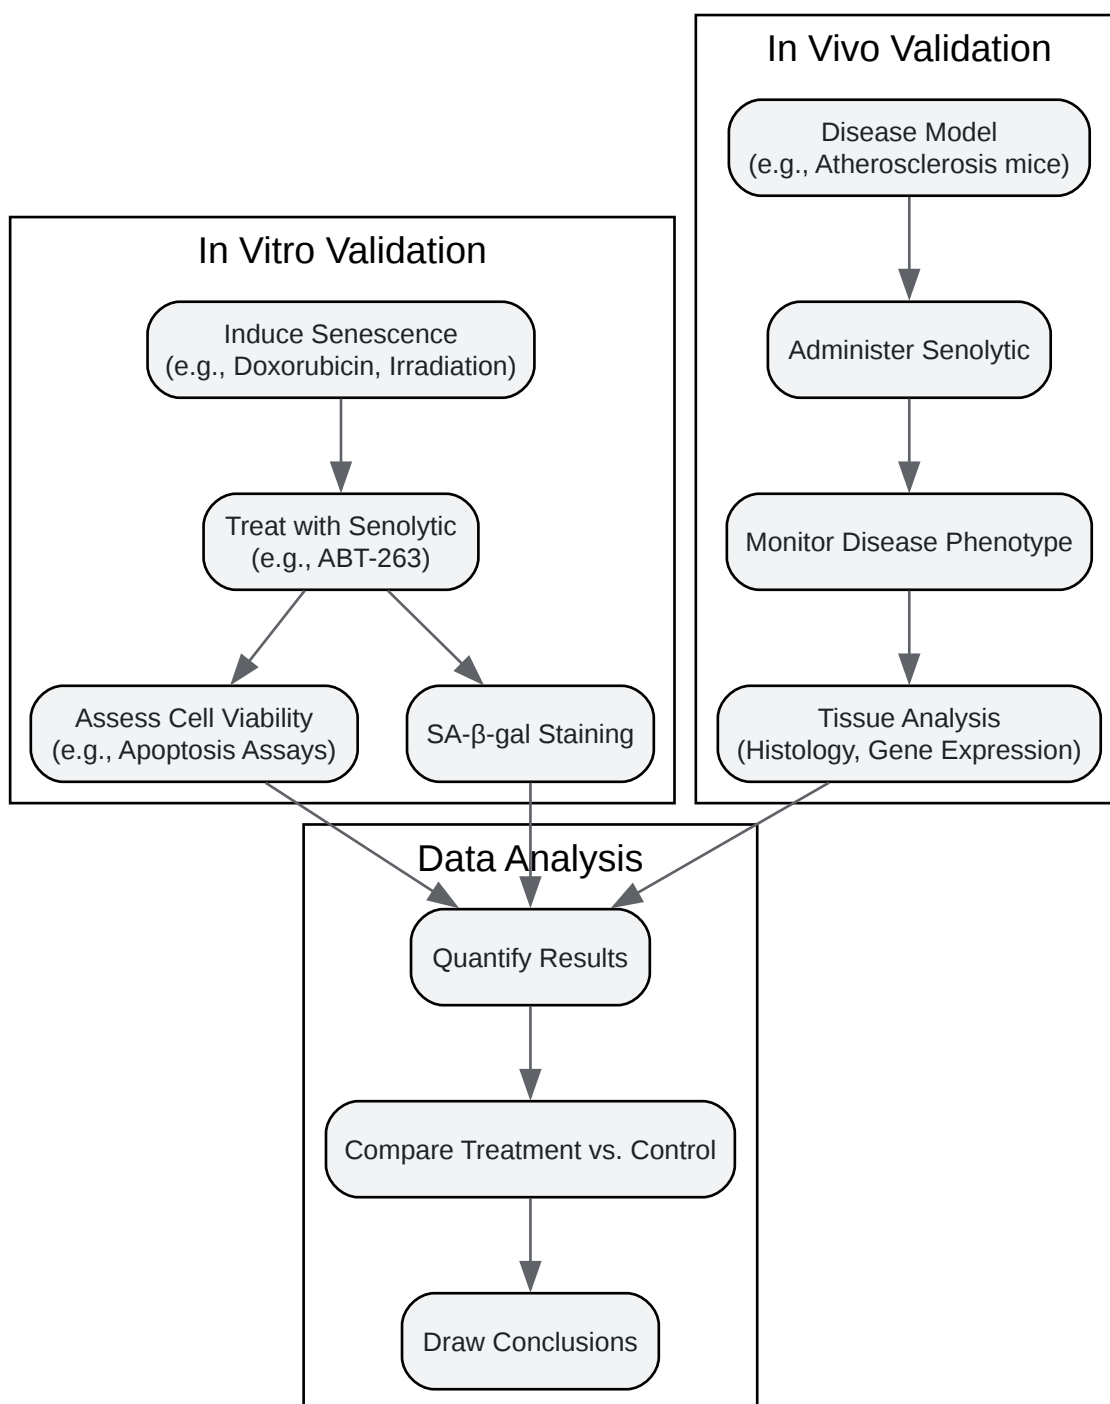 In Vivo Validation
Disease Model
(e.g., Atherosclerosis mice)
Administer Senolytic
Monitor Disease Phenotype
Tissue Analysis
(Histology, Gene Expression)
In Vitro Validation
Induce Senescence
(e.g., Doxorubicin, Irradiation)
Treat with Senolytic
(e.g., ABT-263)
Assess Cell Viability
(e.g., Apoptosis Assays)
SA-β-gal Staining
Data Analysis
Quantify Results
Compare Treatment vs. Control
Draw Conclusions